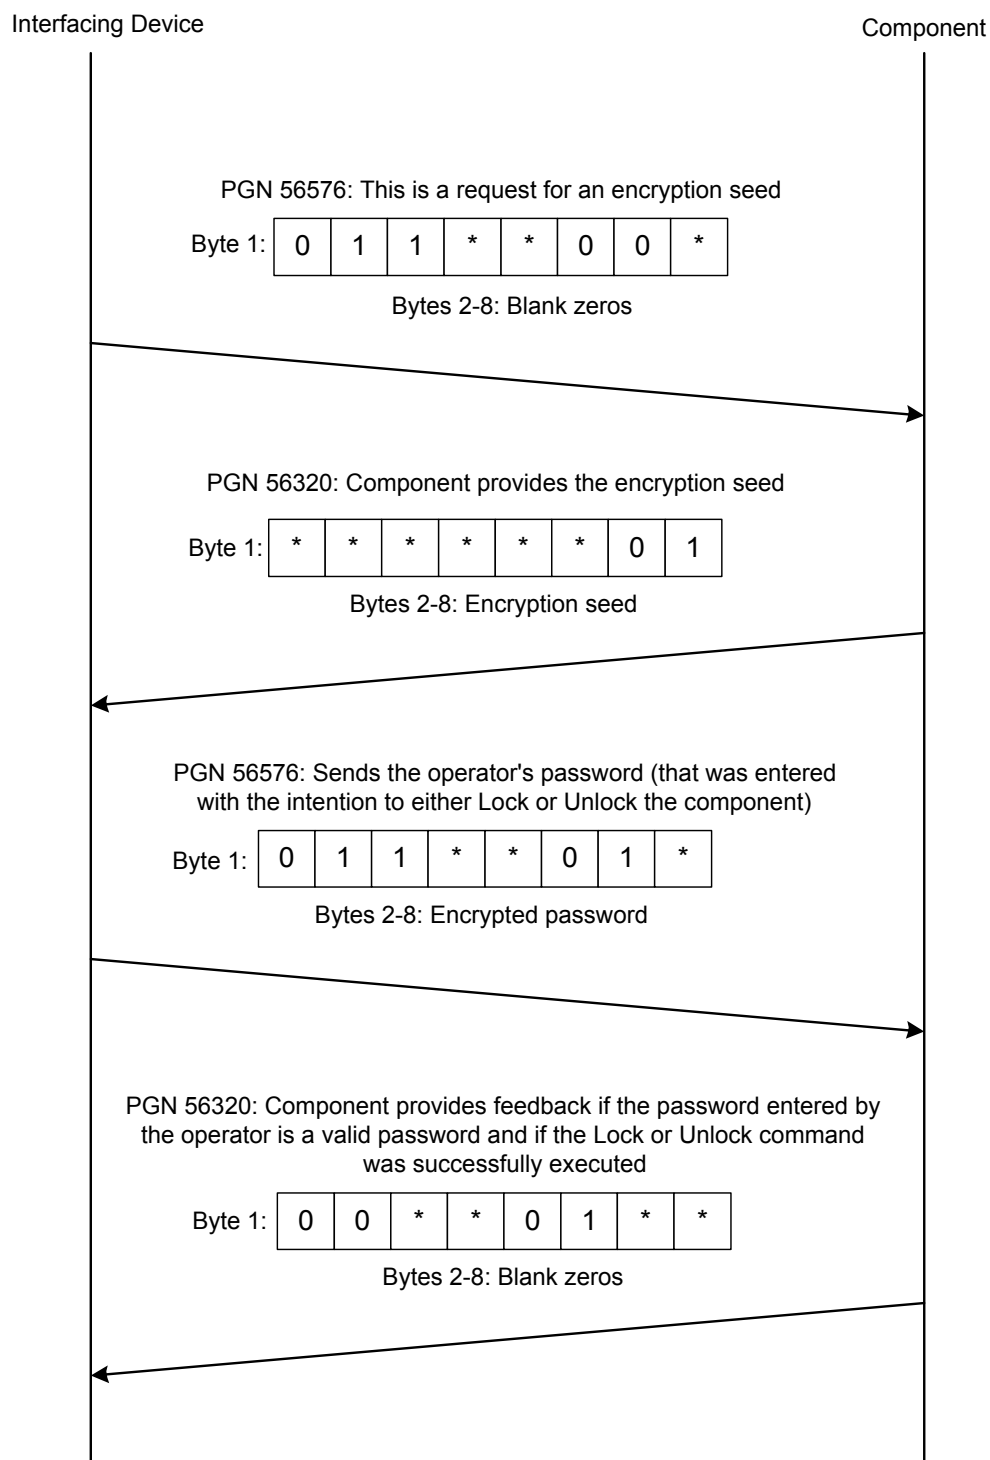 Interfacing Device
Component
PGN 56576: This is a request for an encryption seed
Byte 1: 0 1 1 * * 0 0 *
Bytes 2-8: Blank zeros
PGN 56320: Component provides the encryption seed
Byte 1: * * * * * * 0 1
Bytes 2-8: Encryption seed
PGN 56576: Sends the operator's password (that was entered
with the intention to either Lock or Unlock the component)
Byte 1: 0 1 1 * * 0 1 *
Bytes 2-8: Encrypted password
PGN 56320: Component provides feedback if the password entered by
the operator is a valid password and if the Lock or Unlock command
was successfully executed
Byte 1: 0 0 * * 0 1 * *
Bytes 2-8: Blank zeros